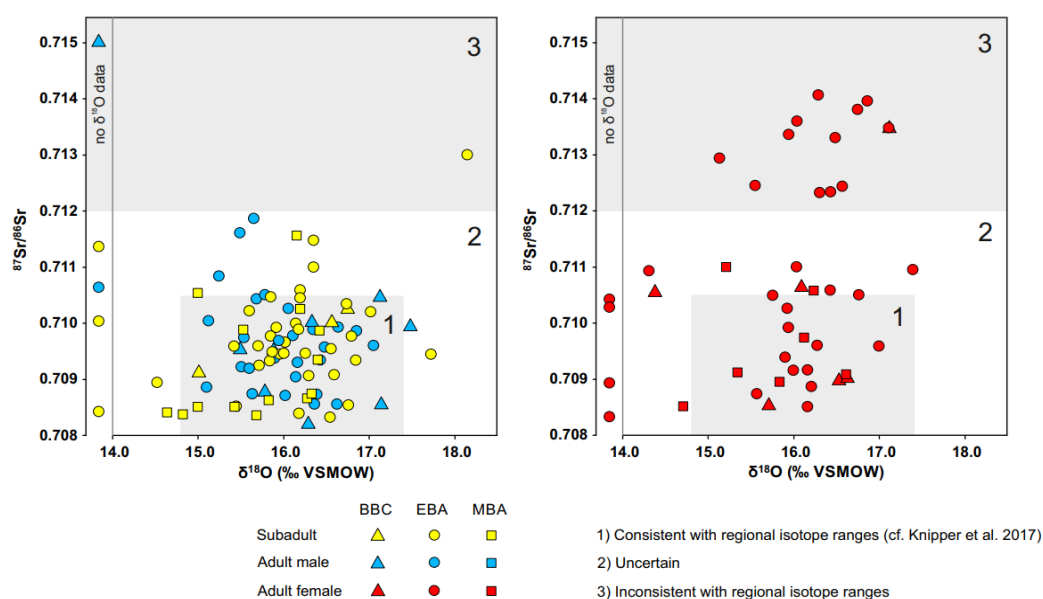 0.715
0.714
0.713
0.712
0.711
0.710
0.709
0.708
⁸⁷Sr/⁸⁶Sr
no δ¹⁸O data
3
2
1
14.0 15.0 16.0 17.0 18.0
δ¹⁸O (‰ VSMOW)
0.715
0.714
0.713
0.712
0.711
0.710
0.709
0.708
⁸⁷Sr/⁸⁶Sr
no δ¹⁸O data
3
2
1
14.0 15.0 16.0 17.0 18.0
δ¹⁸O (‰ VSMOW)
BBC EBA MBA
Subadult
Adult male
Adult female
1) Consistent with regional isotope ranges (cf. Knipper et al. 2017)
2) Uncertain
3) Inconsistent with regional isotope ranges